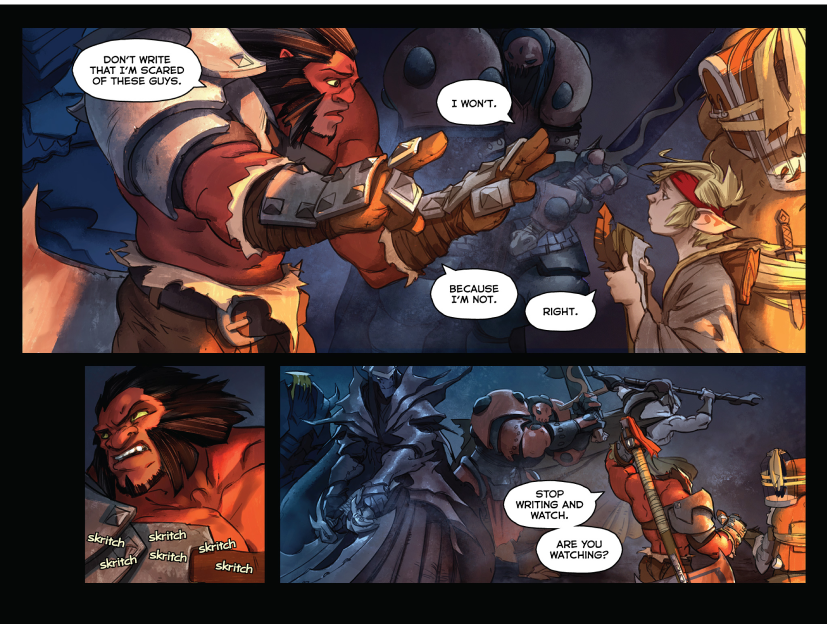 DON'T WRITE
THAT I'M SCARED
OF THESE GUYS.
I WON'T.
BECAUSE
I'M NOT.
RIGHT.
skritch
skritch
skritch
skritch
skritch
skritch
STOP
WRITING AND
WATCH.
ARE YOU
WATCHING?